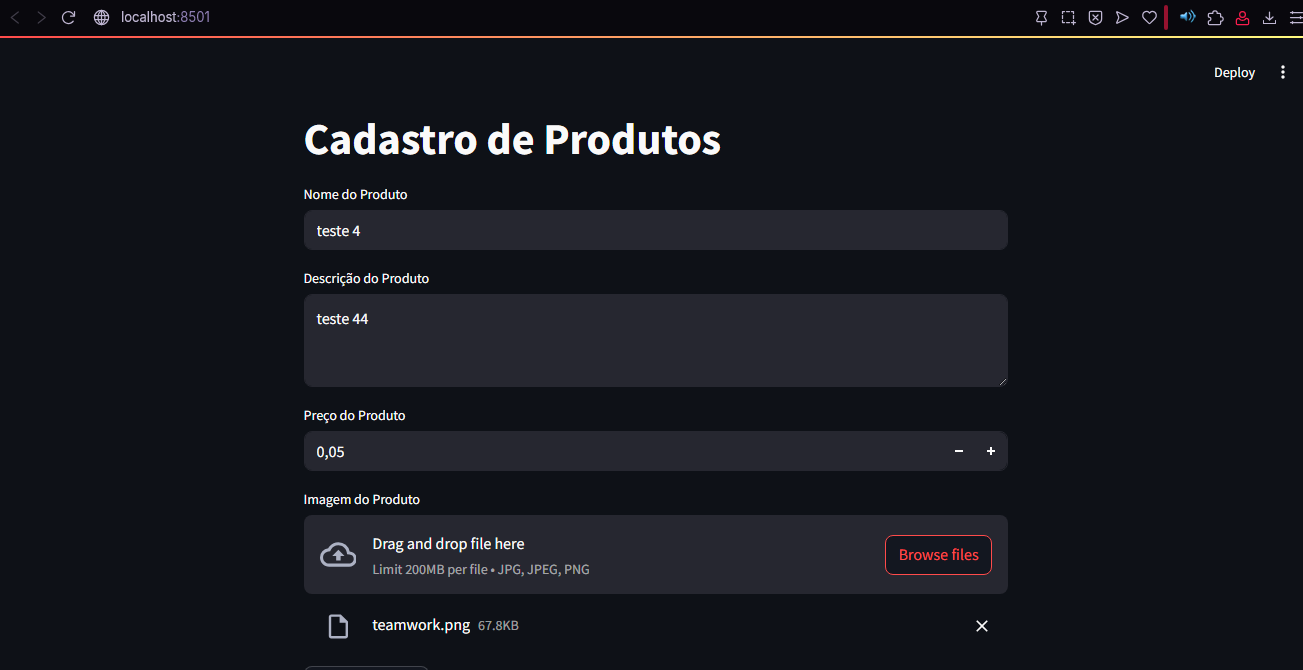 localhost:8501
Deploy
Cadastro de Produtos
Nome do Produto
teste 4
Descrição do Produto
teste 44
Preço do Produto
0,05
Imagem do Produto
Drag and drop file here
Limit 200MB per file • JPG, JPEG, PNG
Browse files
teamwork.png 67.8KB